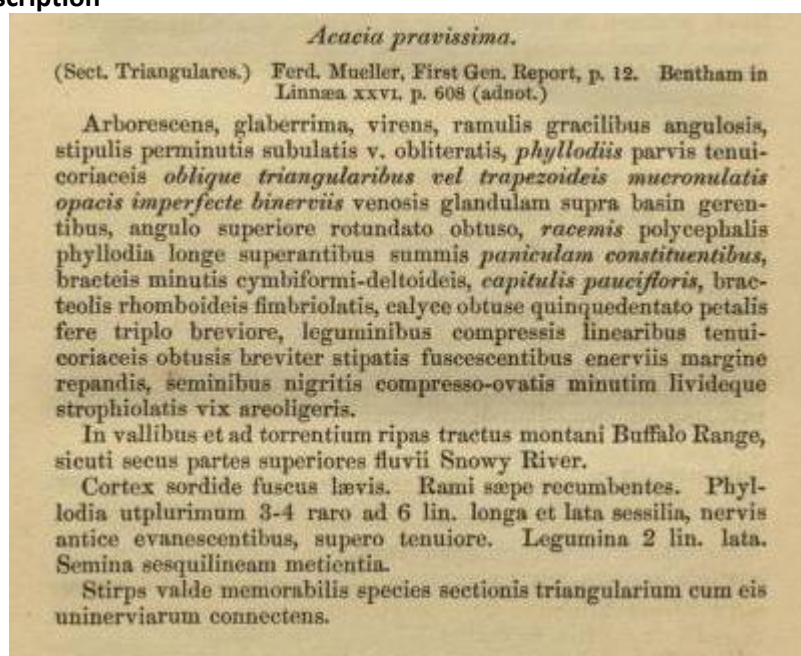 scription
Acacia pravissima.
(Sect. Triangulares.) Ferd. Mueller, First Gen. Report, p. 12. Bentham in
Linnæa XXVI. p. 608 (adnot.)
Arborescens, glaberrima, virens, ramulis gracilibus angulosis,
stipulis perminutis subulatis v. obliteratis, phyllodiis parvis tenui-
coriaceis oblique triangularibus vel trapezoideis mucronulatis
opacis imperfecte binerviis venosis glandulam supra basin geren-
tibus, angulo superiore rotundato obtuso, racemis polycephalis
phyllodia longe superantibus summis paniculam constituentibus,
bracteis minutis cymbiformi-deltoideis, capitulis paucifloris, brac-
teolis rhomboideis fimbriolatis, calyce obtuse quinquedentato petalis
fere triplo breviore, leguminibus compressis linearibus tenui-
coriaceis obtusis breviter stipatis fuscescentibus enerviis margine
repandis, seminibus nigritis compresso-ovatis minutim livideque
strophiolatis vix areoligeris.
In vallibus et ad torrentium ripas tractus montani Buffalo Range,
sicuti secus partes superiores fluvii Snowy River.
Cortex sordide fuscus lævis. Rami sæpe recumbentes. Phyl-
lodia utplurimum 3-4 raro ad 6 lin. longa et lata sessilia, nervis
antice evanescentibus, supero tenuiore. Legumina 2 lin. lata.
Semina sesquilineam metientia.
Stirps valde memorabilis species sectionis triangularium cum eis
uninerviarum connectens.